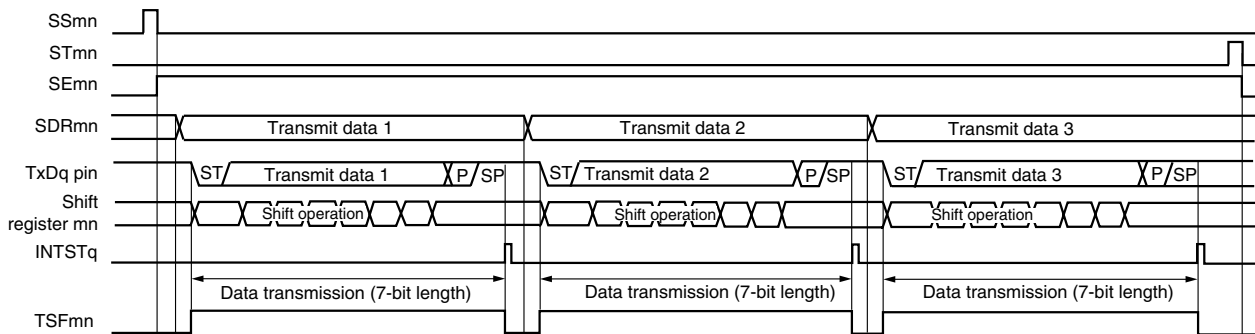 SSmn
STmn
SEmn
SDRmn Transmit data 1 Transmit data 2 Transmit data 3
TxDq pin ST Transmit data 1 P SP ST Transmit data 2 P SP ST Transmit data 3 P SP
Shift
register mn Shift operation Shift operation Shift operation
INTSTq
Data transmission (7-bit length) Data transmission (7-bit length) Data transmission (7-bit length)
TSFmn